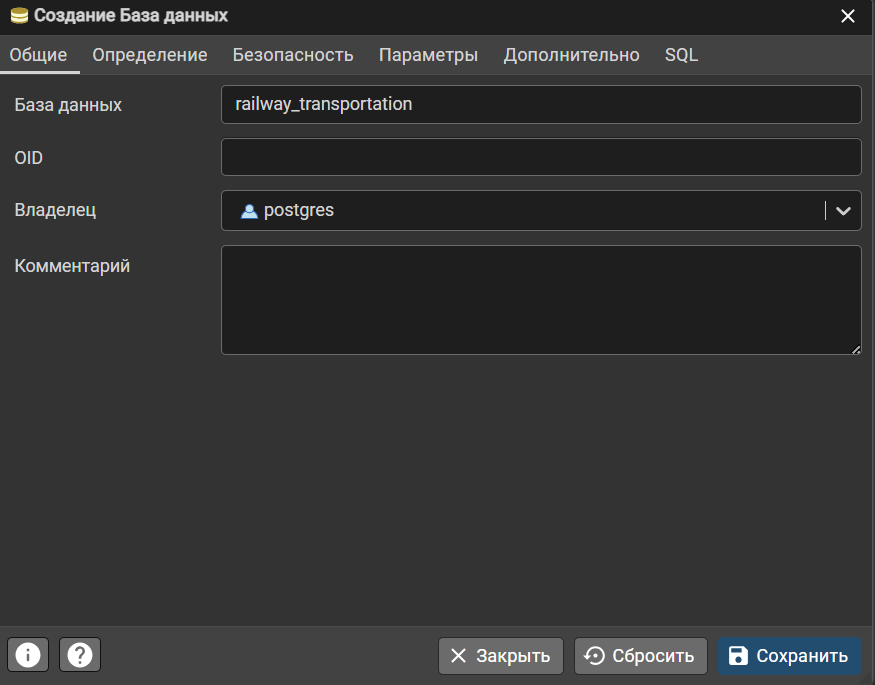 Создание База данных
Общие Определение Безопасность Параметры Дополнительно SQL
База данных railway_transportation
OID
Владелец postgres
Комментарий
Закрыть Сбросить Сохранить